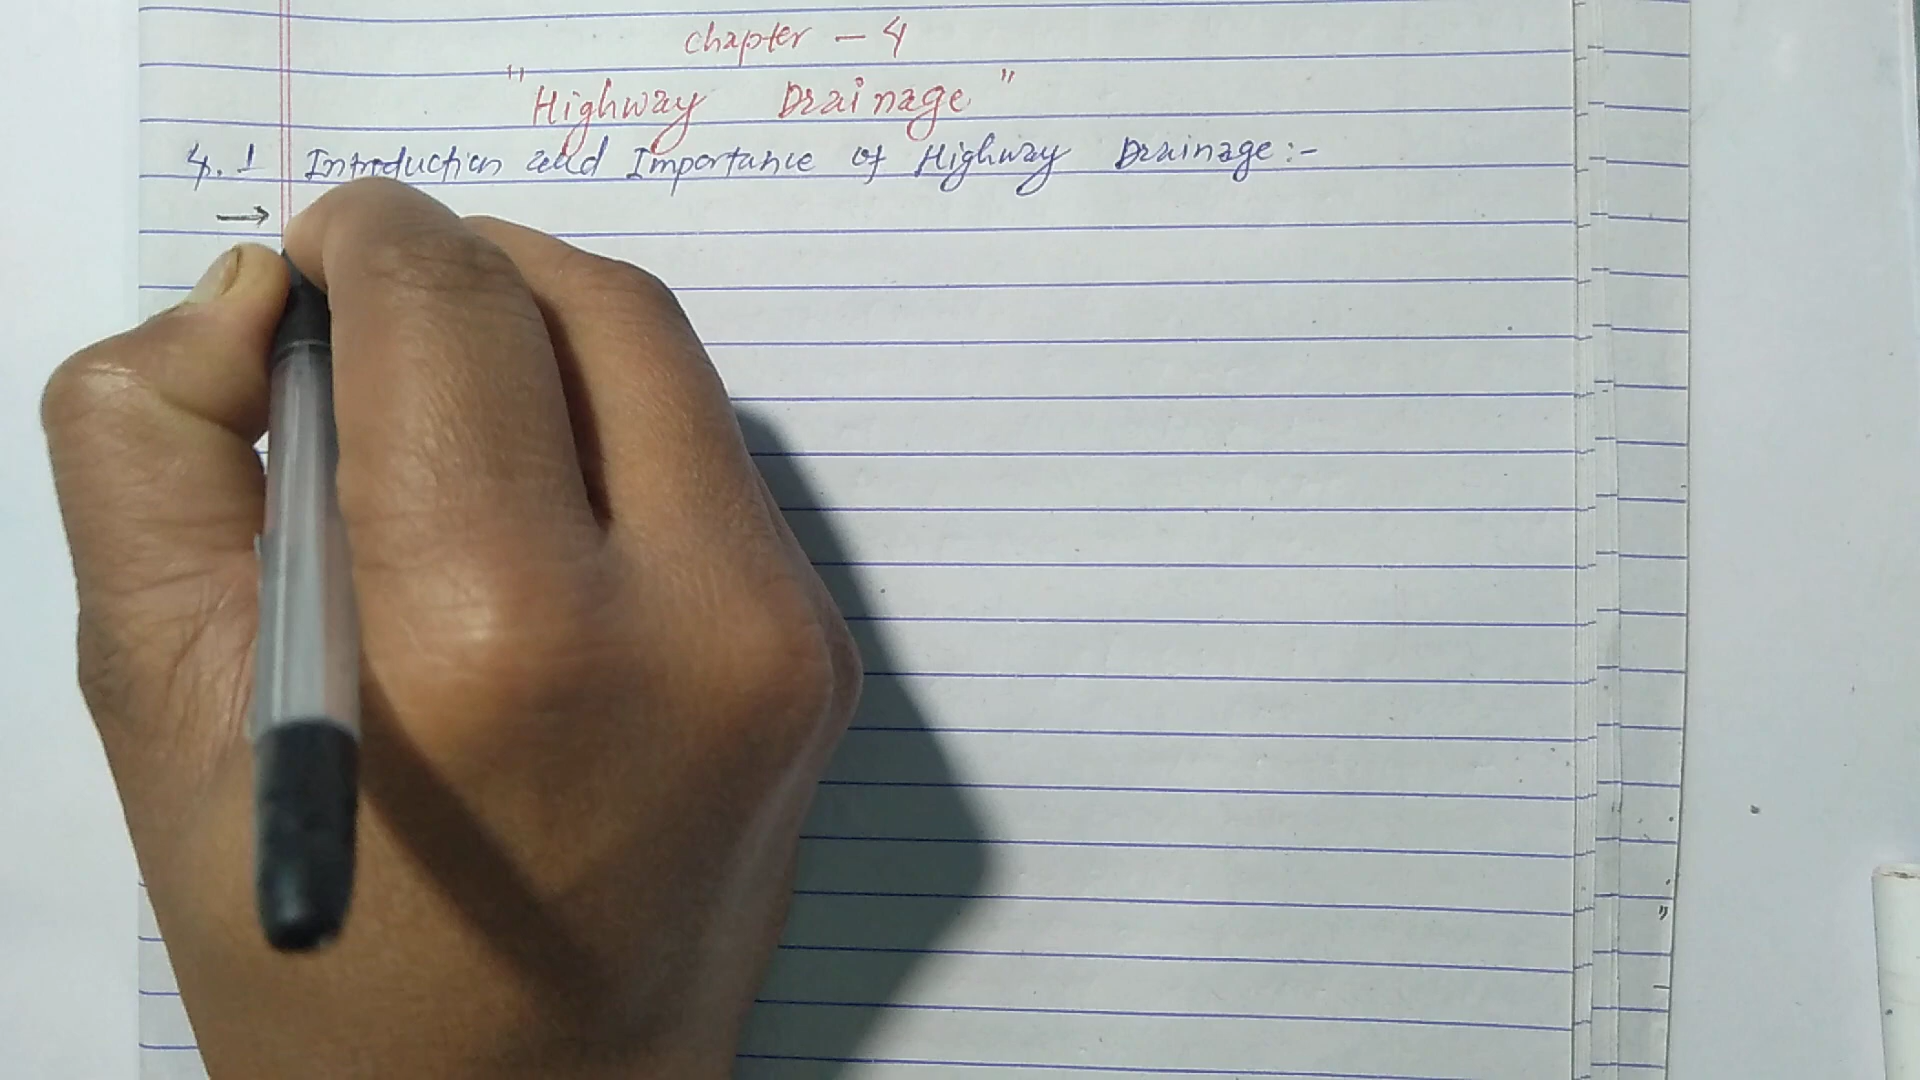 chapter - 4
"Highway Drainage"
4.1 Introduction and Importance of Highway Drainage:-
→